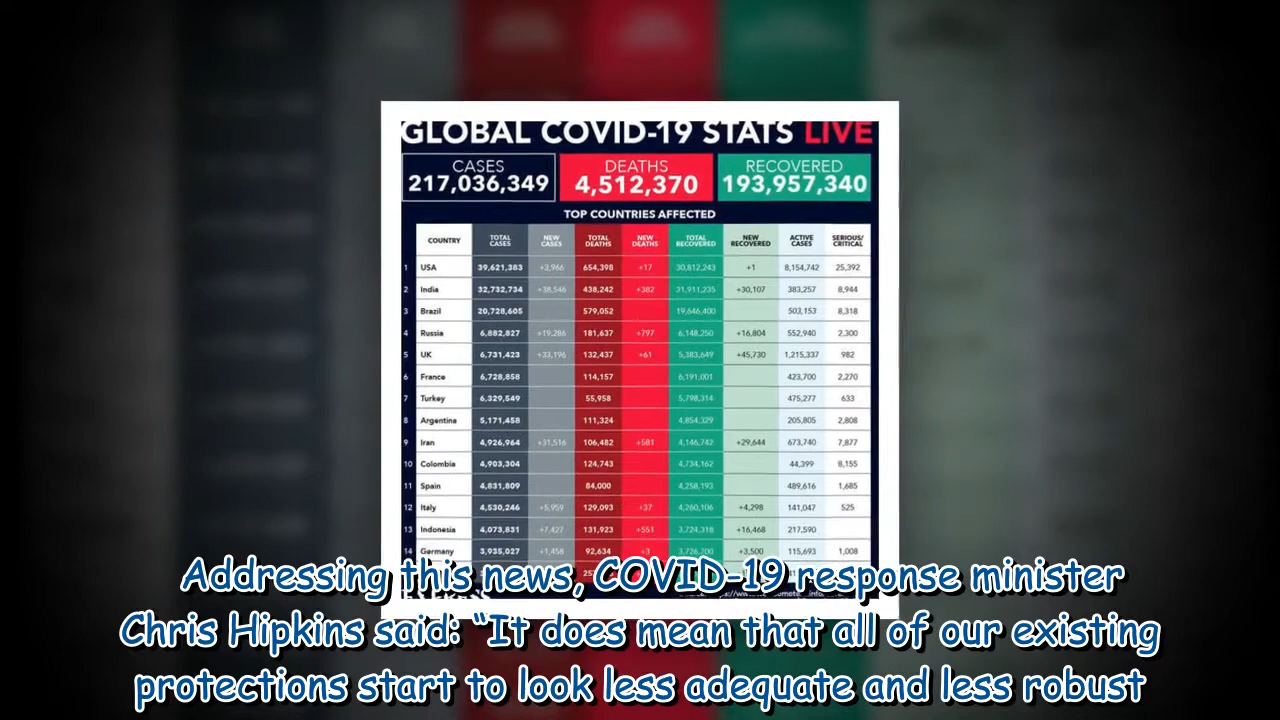 GLOBAL COVID-19 STATS LIVE
CASES DEATHS RECOVERED
217,036,349 4,512,370 193,957,340
TOP COUNTRIES AFFECTED
COUNTRY TOTAL CASES NEW CASES TOTAL DEATHS NEW DEATHS TOTAL RECOVERED NEW RECOVERED ACTIVE CASES SERIOUS/ CRITICAL
1 USA 39,621,383 +2,966 654,398 +17 30,812,243 +1 8,154,742 25,392
2 India 32,732,734 +38,546 438,242 +382 31,911,235 +30,107 383,257 8,944
3 Brazil 20,728,605 579,052 19,646,400 503,153 8,318
4 Russia 6,882,827 +19,286 181,637 +797 6,148,250 +16,804 552,940 2,300
5 UK 6,731,423 +33,196 132,437 +61 5,383,649 +45,730 1,215,337 982
6 France 6,728,858 114,157 6,191,001 423,700 2,270
7 Turkey 6,329,549 55,958 5,798,314 475,277 633
8 Argentina 5,171,458 111,324 4,854,329 205,805 2,808
9 Iran 4,926,964 +31,516 106,482 +581 4,146,742 +29,644 673,740 7,877
10 Colombia 4,903,304 124,743 4,734,162 44,399 8,155
11 Spain 4,831,809 84,000 4,258,193 489,616 1,685
12 Italy 4,530,246 +5,959 129,093 +37 4,260,106 +4,298 141,047 525
13 Indonesia 4,073,831 +7,427 131,923 +551 3,724,318 +16,468 217,590
14 Germany 3,935,027 +1,458 92,634 +3 3,726,700 +3,500 115,693 1,008
Addressing this news, COVID-19 response minister
Chris Hipkins said: “It does mean that all of our existing
protections start to look less adequate and less robust